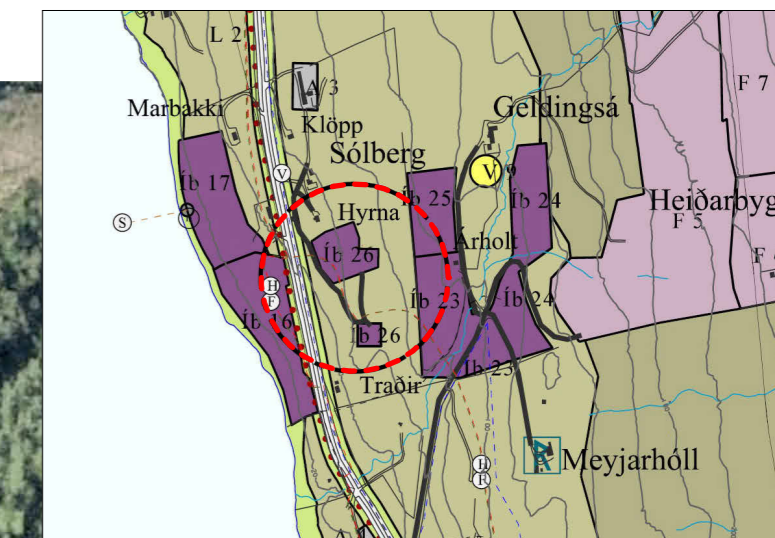 L 2
A 3
F 7
Marbakki
Klöpp
Geldingsá
Sólberg
V
V 9
Íb 17
Íb 25
Íb 24
Heiðarbyg
F 5
S
Hyrna
Árholt
Íb 26
H
F
Íb 16
Íb 23
Íb 24
Íb 26
Íb 23
Traðir
Meyjarhóll
H
R